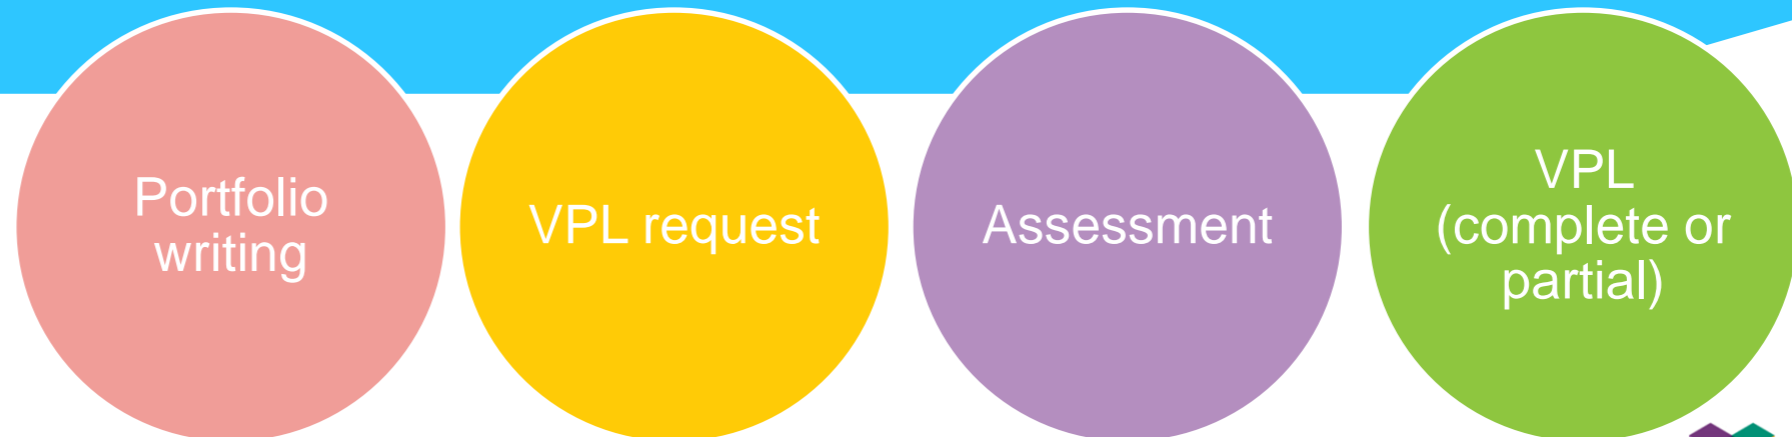 Portfolio
writing
VPL request
Assessment
VPL
(complete or
partial)